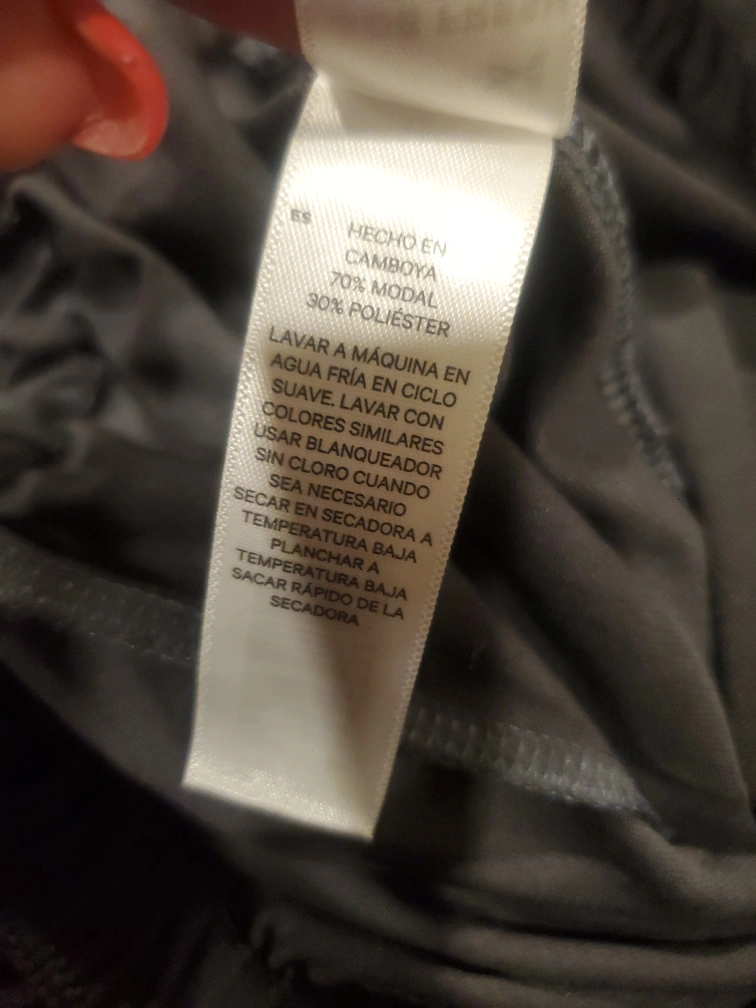 ES
HECHO EN
CAMBOYA
70% MODAL
30% POLIÉSTER
LAVAR A MÁQUINA EN
AGUA FRÍA EN CICLO
SUAVE. LAVAR CON
COLORES SIMILARES
USAR BLANQUEADOR
SIN CLORO CUANDO
SEA NECESARIO
SECAR EN SECADORA A
TEMPERATURA BAJA
PLANCHAR A
TEMPERATURA BAJA
SACAR RÁPIDO DE LA
SECADORA